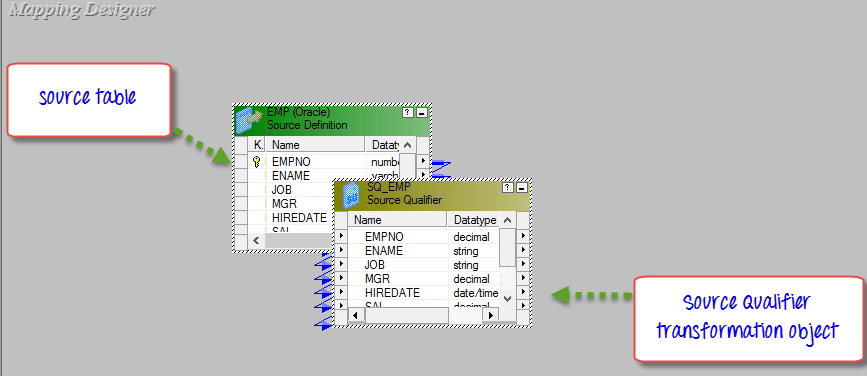 Mapping Designer
source table
EMP (Oracle)
Source Definition
K. Name Dataty
EMPNO numbe
ENAME varch
JOB
MGR
HIREDATE
SAL
SQ_EMP
Source Qualifier
SQ
Name Datatype
EMPNO decimal
ENAME string
JOB string
MGR decimal
HIREDATE date/time
SAL decimal
Source Qualifier
transformation object